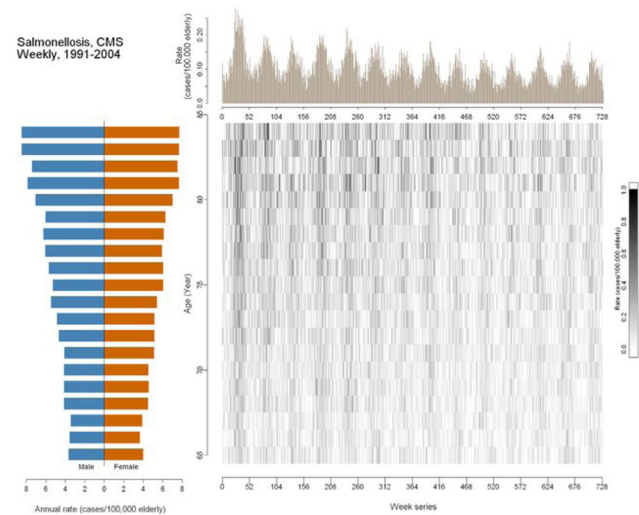 Salmonellosis, CMS
Weekly, 1991-2004
Rate
(cases/100,000 elderly)
0.0 0.10 0.20
0 52 104 156 208 260 312 364 416 468 520 572 624 676 728
85
80
75
70
65
Age (Year)
0 52 104 156 208 260 312 364 416 468 520 572 624 676 728
Week series
Rate (cases/100,000 elderly)
0.0 0.2 0.4 0.6 0.8 1.0
Male Female
8 6 4 2 0 2 4 6 8
Annual rate (cases/100,000 elderly)